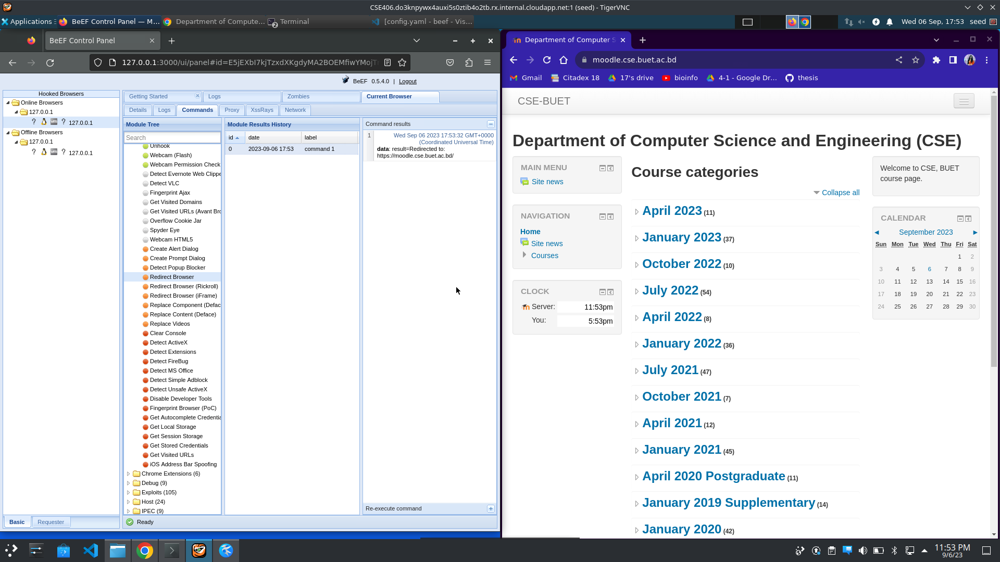 CSE406.do3knpywx4auxi5s0ztib4o2tb.rx.internal.cloudapp.net:1 (seed) - TigerVNC
Applications
BeEF Control Panel — M...
Department of Compute...
2
Terminal
[config.yaml - beef - Vis...
Wed 06 Sep, 17:53 seed
BeEF Control Panel
127.0.0.1:3000/ui/panel#id=E5jEXbI7kjTzxdXKgdyMA2BOEMfiwYMojT
BeEF 0.5.4.0 | Logout
Hooked Browsers
Online Browsers
127.0.0.1
? vm ? 127.0.0.1
Offline Browsers
127.0.0.1
? vm ? 127.0.0.1
Basic
Requester
Getting Started
Logs
Zombies
Current Browser
Details
Logs
Commands
Proxy
XssRays
Network
Module Tree
Search
Unhook
Webcam (Flash)
Webcam Permission Check
Detect Evernote Web Clippe
Detect VLC
Fingerprint Ajax
Get Visited Domains
Get Visited URLs (Avant Bro
Overflow Cookie Jar
Spyder Eye
Webcam HTML5
Create Alert Dialog
Create Prompt Dialog
Detect Popup Blocker
Redirect Browser
Redirect Browser (Rickroll)
Redirect Browser (iFrame)
Replace Component (Defac
Replace Content (Deface)
Replace Videos
Clear Console
Detect ActiveX
Detect Extensions
Detect FireBug
Detect MS Office
Detect Simple Adblock
Detect Unsafe ActiveX
Disable Developer Tools
Fingerprint Browser (PoC)
Get Autocomplete Credentia
Get Local Storage
Get Session Storage
Get Stored Credentials
Get Visited URLs
iOS Address Bar Spoofing
Chrome Extensions (6)
Debug (9)
Exploits (105)
Host (24)
IPEC (9)
Module Results History
id date label
0 2023-09-06 17:53 command 1
Command results
1 Wed Sep 06 2023 17:53:32 GMT+0000
(Coordinated Universal Time)
data: result=Redirected to:
https://moodle.cse.buet.ac.bd/
Re-execute command
Ready
Department of Computer S
moodle.cse.buet.ac.bd
Gmail
Citadex 18
17's drive
bioinfo
4-1 - Google Dr...
thesis
CSE-BUET
Department of Computer Science and Engineering (CSE)
MAIN MENU
Site news
NAVIGATION
Home
Site news
Courses
CLOCK
Server: 11:53pm
You: 5:53pm
Course categories
Collapse all
April 2023 (11)
January 2023 (37)
October 2022 (10)
July 2022 (54)
April 2022 (8)
January 2022 (36)
July 2021 (47)
October 2021 (7)
April 2021 (12)
January 2021 (45)
April 2020 Postgraduate (11)
January 2019 Supplementary (14)
January 2020 (42)
Welcome to CSE, BUET
course page.
CALENDAR
September 2023
Sun Mon Tue Wed Thu Fri Sat
1 2
3 4 5 6 7 8 9
10 11 12 13 14 15 16
17 18 19 20 21 22 23
24 25 26 27 28 29 30
11:53 PM
9/6/23